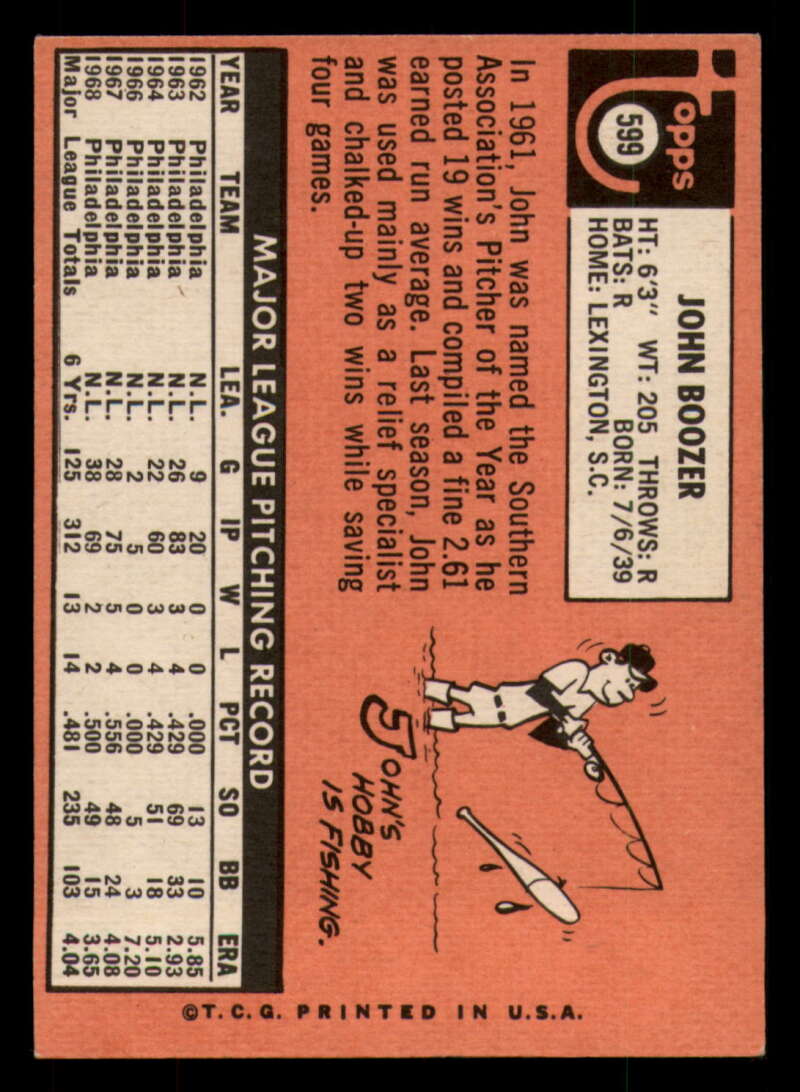 Topps
599
JOHN BOOZER
HT: 6'3" WT: 205 THROWS: R
BATS: R BORN: 7/6/39
HOME: LEXINGTON, S.C.
In 1961, John was named the Southern
Association's Pitcher of the Year as he
posted 19 wins and compiled a fine 2.61
earned run average. Last season, John
was used mainly as a relief specialist
and chalked-up two wins while saving
four games.
JOHN'S
HOBBY
IS FISHING.
MAJOR LEAGUE PITCHING RECORD
YEAR TEAM LEA. G IP W L PCT SO BB ERA
1962 Philadelphia N.L. 9 20 0 0 .000 13 10 5.85
1963 Philadelphia N.L. 26 83 3 4 .429 69 33 2.93
1964 Philadelphia N.L. 22 60 3 4 .429 51 18 5.10
1966 Philadelphia N.L. 2 5 0 0 .000 5 3 7.20
1967 Philadelphia N.L. 28 75 5 4 .556 48 24 4.08
1968 Philadelphia N.L. 38 69 2 2 .500 49 15 3.65
Major League Totals 6 Yrs. 125 312 13 14 .481 235 103 4.04
©T.C.G. PRINTED IN U.S.A.